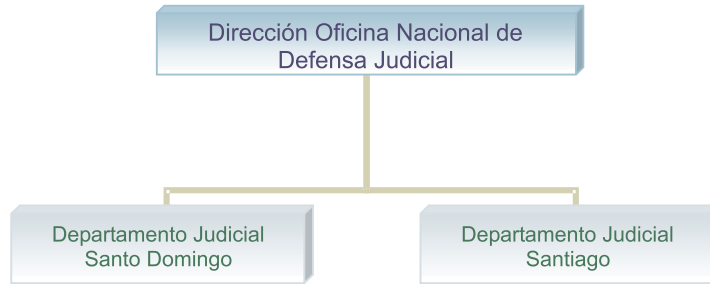 Dirección Oficina Nacional de
Defensa Judicial
Departamento Judicial
Santo Domingo
Departamento Judicial
Santiago